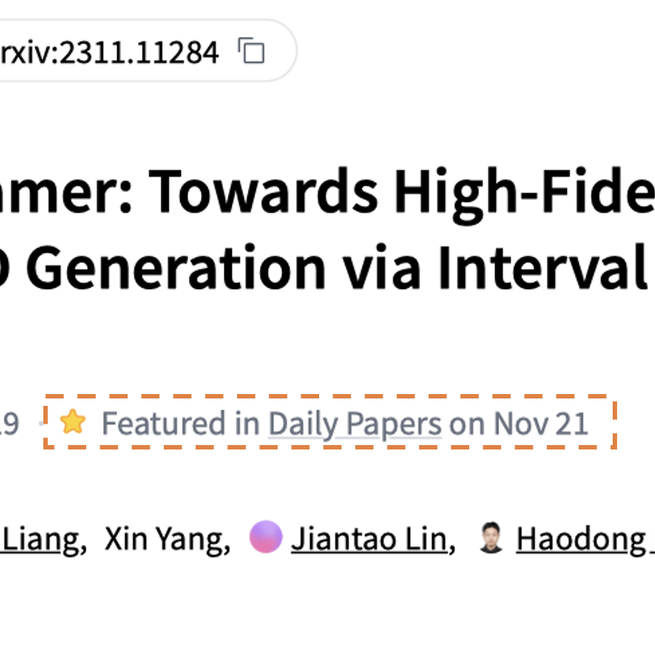 rxiv:2311.11284
amer: Towards High-Fide
D Generation via Interval
19 Featured in Daily Papers on Nov 21
Liang, Xin Yang, Jiantao Lin, Haodong